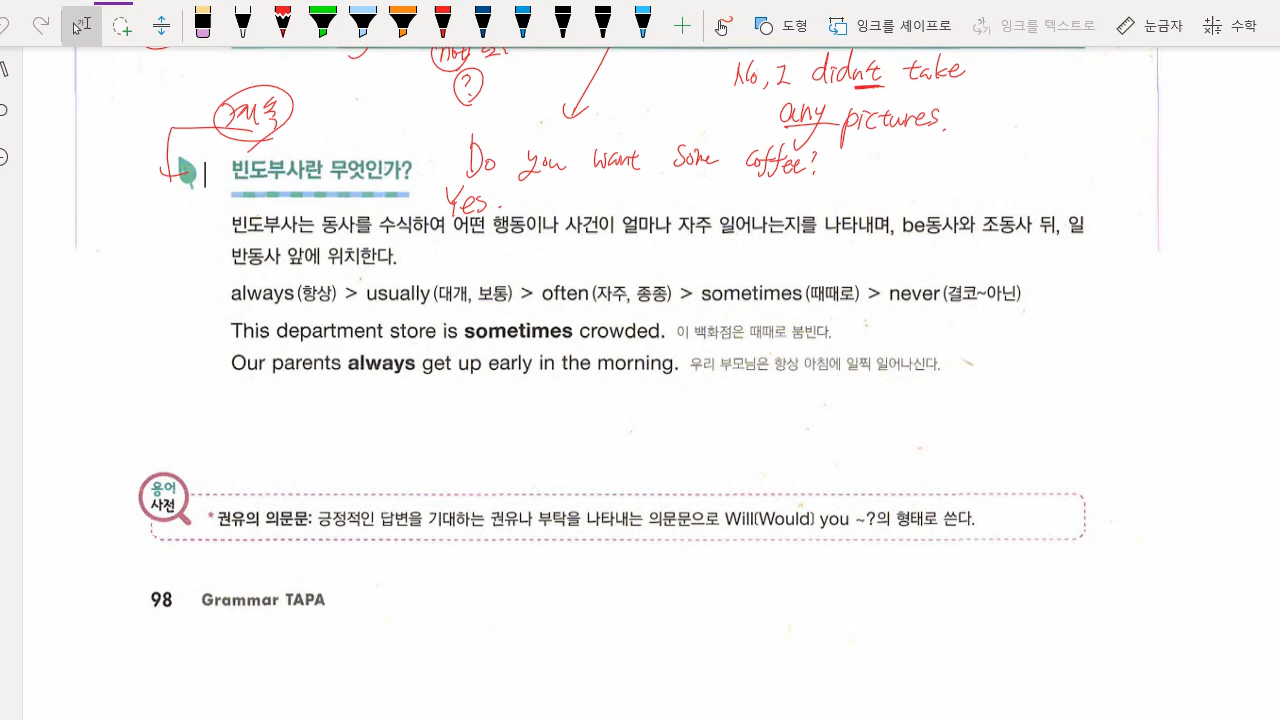 도형
잉크를 셰이프로
잉크를 텍스트로
눈금자
수학
not
?
No, I didn't take
any pictures.
Do you want some coffee?
Yes.
빈도부사란 무엇인가?
빈도부사는 동사를 수식하여 어떤 행동이나 사건이 얼마나 자주 일어나는지를 나타내며, be동사와 조동사 뒤, 일
반동사 앞에 위치한다.
always(항상) > usually(대개, 보통) > often(자주, 종종) > sometimes(때때로) > never(결코~아닌)
This department store is sometimes crowded. 이 백화점은 때때로 붐빈다.
Our parents always get up early in the morning. 우리 부모님은 항상 아침에 일찍 일어나신다.
용어
사전
* 권유의 의문문: 긍정적인 답변을 기대하는 권유나 부탁을 나타내는 의문문으로 Will(Would) you ~?의 형태로 쓴다.
98 Grammar TAPA